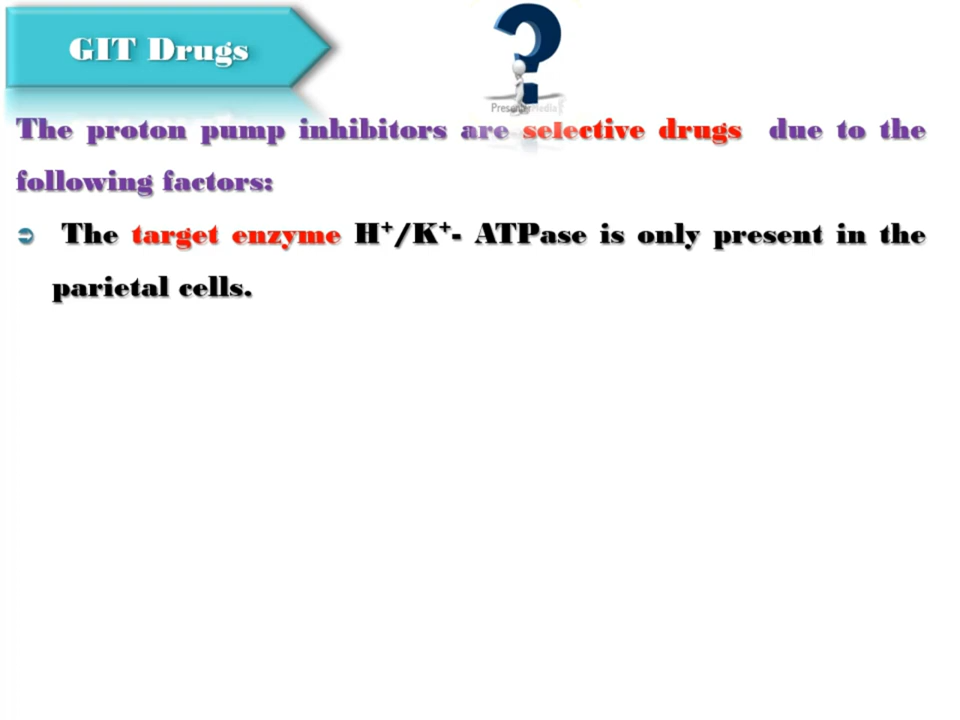 GIT Drugs
The proton pump inhibitors are selective drugs due to the
following factors:
➲ The target enzyme H⁺/K⁺- ATPase is only present in the
parietal cells.